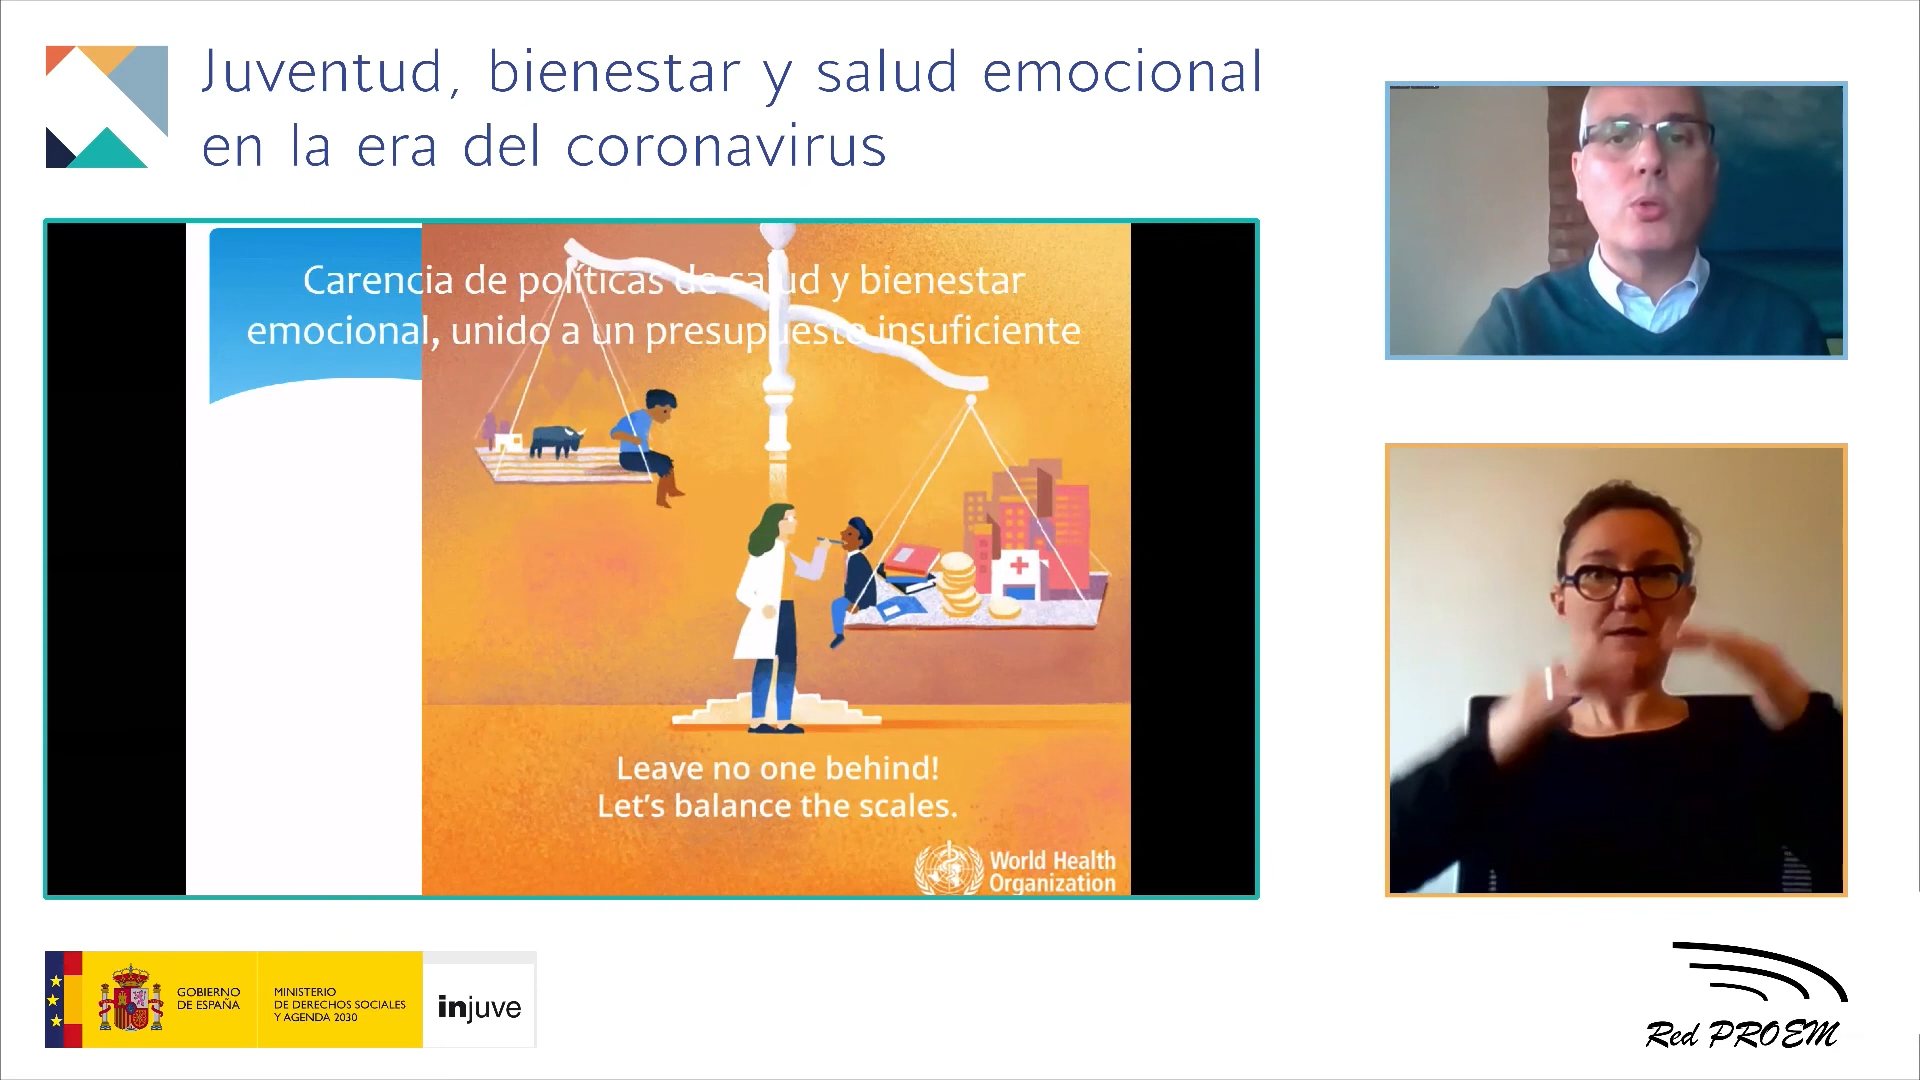 Juventud, bienestar y salud emocional
en la era del coronavirus
Carencia de políticas de salud y bienestar
emocional, unido a un presupuesto insuficiente
Leave no one behind!
Let's balance the scales.
World Health
Organization
GOBIERNO
DE ESPAÑA
MINISTERIO
DE DERECHOS SOCIALES
Y AGENDA 2030
injuve
Red PROEM